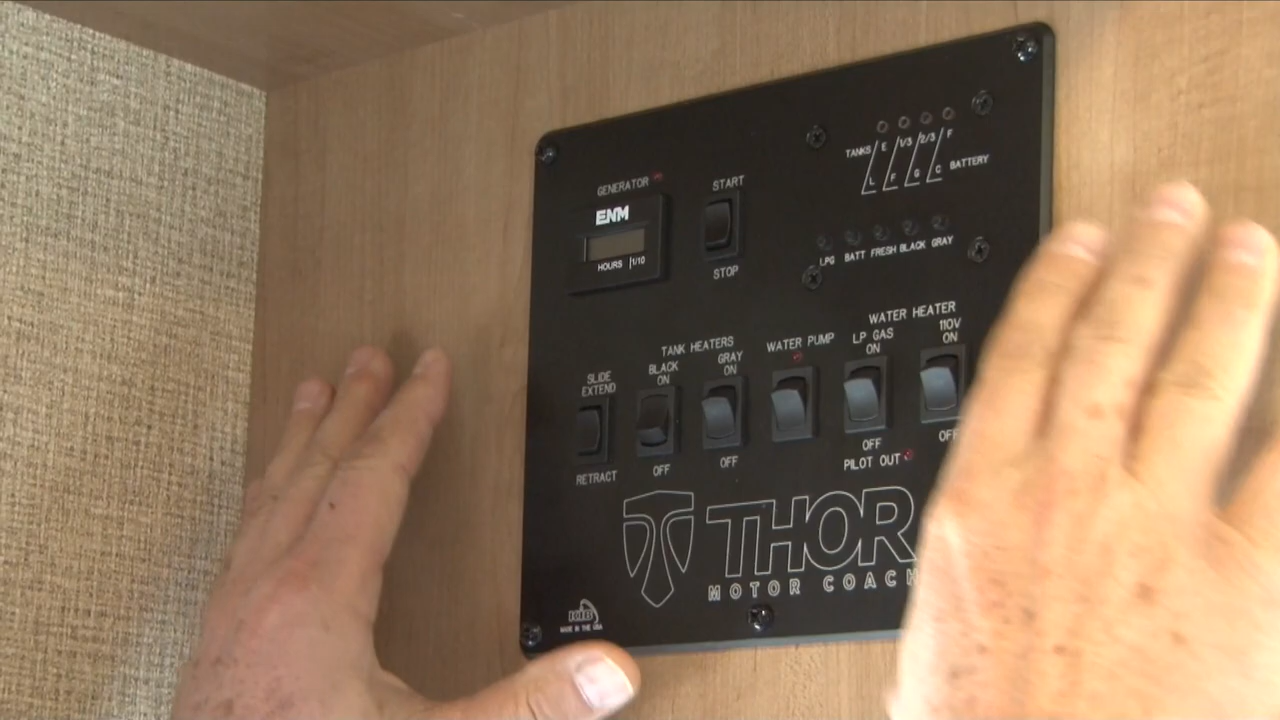 TANKS E 1/3 2/3 F
L F G C BATTERY
GENERATOR
ENM
HOURS 1/10
START
STOP
LPG BATT FRESH BLACK GRAY
SLIDE
EXTEND
RETRACT
TANK HEATERS
BLACK
ON
OFF
GRAY
ON
OFF
WATER PUMP
WATER HEATER
LP GAS
ON
OFF
PILOT OUT
110V
ON
OFF
THOR
MOTOR COACH
KIB
MADE IN THE USA